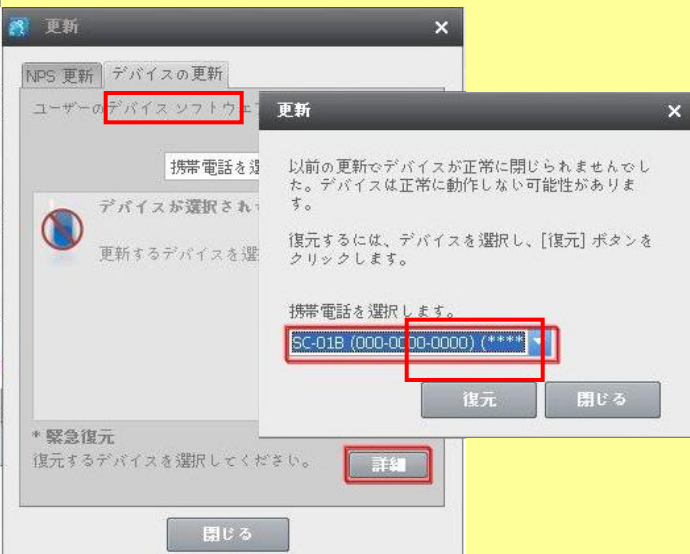 更新
NPS 更新
デバイスの更新
ユーザーのデバイス ソフトウェ
携帯電話を選
デバイスが選択され
更新するデバイスを選
* 緊急復元
復元するデバイスを選択してください。
詳細
閉じる
更新
以前の更新でデバイスが正常に閉じられませんでし
た。デバイスは正常に動作しない可能性がありま
す。
復元するには、デバイスを選択し、[復元] ボタンを
クリックします。
携帯電話を選択します。
SC-01B (000-0000-0000) (****
復元
閉じる